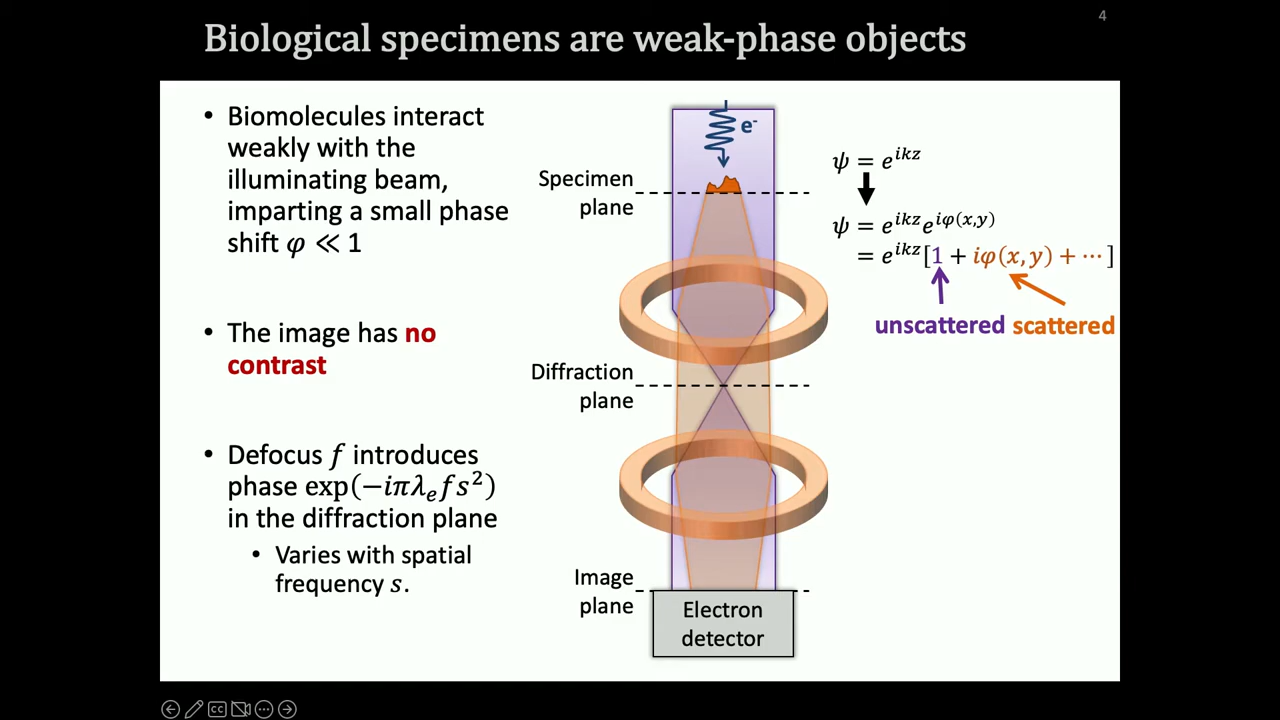 4
Biological specimens are weak-phase objects
• Biomolecules interact
weakly with the
illuminating beam,
imparting a small phase
shift φ ≪ 1
• The image has no
contrast
• Defocus f introduces
phase exp(−iπλₑfs²)
in the diffraction plane
• Varies with spatial
frequency s.
e⁻
Specimen
plane
Diffraction
plane
Image
plane
Electron
detector
ψ = e^{ikz}
ψ = e^{ikz}e^{iφ(x,y)}
= e^{ikz}[1 + iφ(x, y) + ⋯]
unscattered scattered
CC